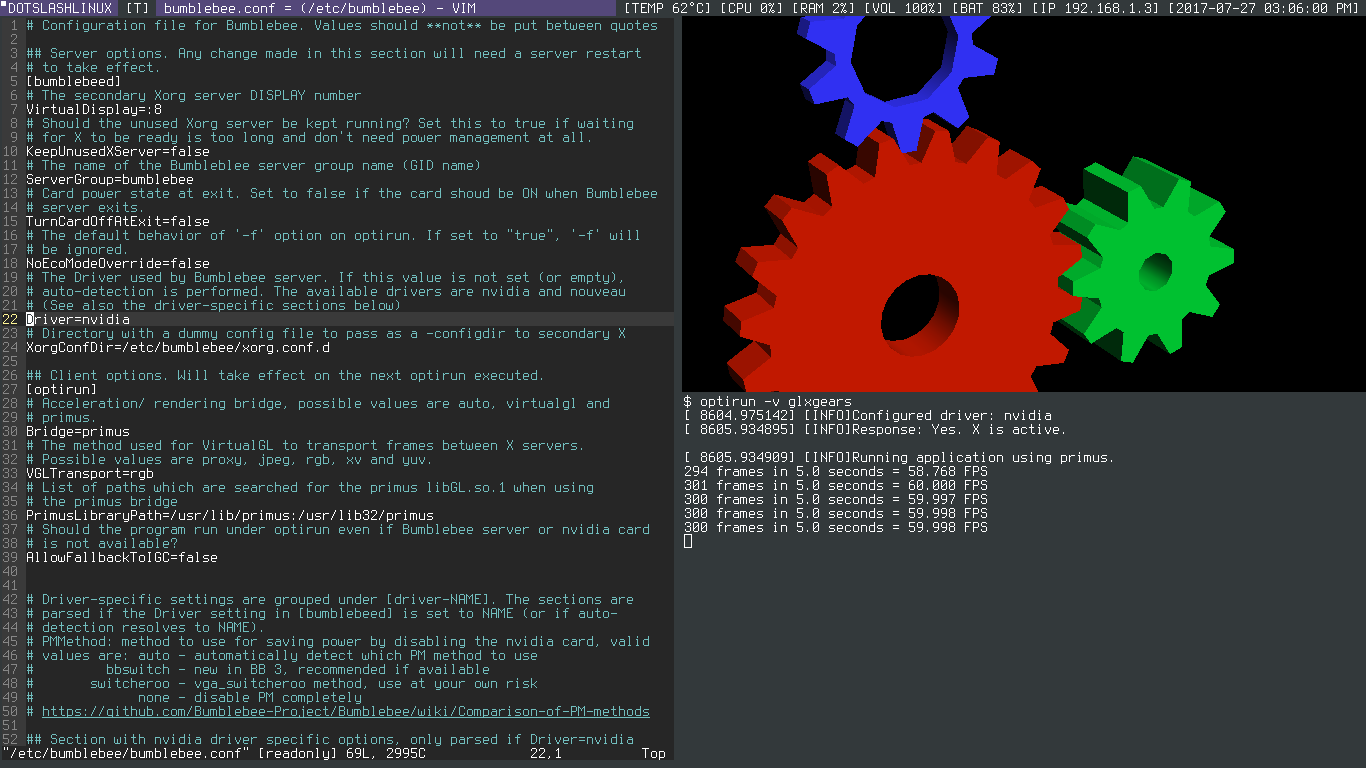 DOTSLASHLINUX [T] bumblebee.conf = (/etc/bumblebee) - VIM [TEMP 62°C] [CPU 0%] [RAM 2%] [VOL 100%] [BAT 83%] [IP 192.168.1.3] [2017-07-27 03:06:00 PM]
1 # Configuration file for Bumblebee. Values should **not** be put between quotes
2
3 ## Server options. Any change made in this section will need a server restart
4 # to take effect.
5 [bumblebeed]
6 # The secondary Xorg server DISPLAY number
7 VirtualDisplay=:8
8 # Should the unused Xorg server be kept running? Set this to true if waiting
9 # for X to be ready is too long and don't need power management at all.
10 KeepUnusedXServer=false
11 # The name of the Bumbleblee server group name (GID name)
12 ServerGroup=bumblebee
13 # Card power state at exit. Set to false if the card shoud be ON when Bumblebee
14 # server exits.
15 TurnCardOffAtExit=false
16 # The default behavior of '-f' option on optirun. If set to "true", '-f' will
17 # be ignored.
18 NoEcoModeOverride=false
19 # The Driver used by Bumblebee server. If this value is not set (or empty),
20 # auto-detection is performed. The available drivers are nvidia and nouveau
21 # (See also the driver-specific sections below)
22 Driver=nvidia
23 # Directory with a dummy config file to pass as a -configdir to secondary X
24 XorgConfDir=/etc/bumblebee/xorg.conf.d
25
26 ## Client options. Will take effect on the next optirun executed.
27 [optirun]
28 # Acceleration/ rendering bridge, possible values are auto, virtualgl and
29 # primus.
30 Bridge=primus
31 # The method used for VirtualGL to transport frames between X servers.
32 # Possible values are proxy, jpeg, rgb, xv and yuv.
33 VGLTransport=rgb
34 # List of paths which are searched for the primus libGL.so.1 when using
35 # the primus bridge
36 PrimusLibraryPath=/usr/lib/primus:/usr/lib32/primus
37 # Should the program run under optirun even if Bumblebee server or nvidia card
38 # is not available?
39 AllowFallbackToIGC=false
40
41
42 # Driver-specific settings are grouped under [driver-NAME]. The sections are
43 # parsed if the Driver setting in [bumblebeed] is set to NAME (or if auto-
44 # detection resolves to NAME).
45 # PMMethod: method to use for saving power by disabling the nvidia card, valid
46 # values are: auto - automatically detect which PM method to use
47 # bbswitch - new in BB 3, recommended if available
48 # switcheroo - vga_switcheroo method, use at your own risk
49 # none - disable PM completely
50 # https://github.com/Bumblebee-Project/Bumblebee/wiki/Comparison-of-PM-methods
51
52 ## Section with nvidia driver specific options, only parsed if Driver=nvidia
"/etc/bumblebee/bumblebee.conf" [readonly] 69L, 2995C 22,1 Top
$ optirun -v glxgears
[ 8604.975142] [INFO]Configured driver: nvidia
[ 8605.934895] [INFO]Response: Yes. X is active.
[ 8605.934909] [INFO]Running application using primus.
294 frames in 5.0 seconds = 58.768 FPS
301 frames in 5.0 seconds = 60.000 FPS
300 frames in 5.0 seconds = 59.997 FPS
300 frames in 5.0 seconds = 59.998 FPS
300 frames in 5.0 seconds = 59.998 FPS